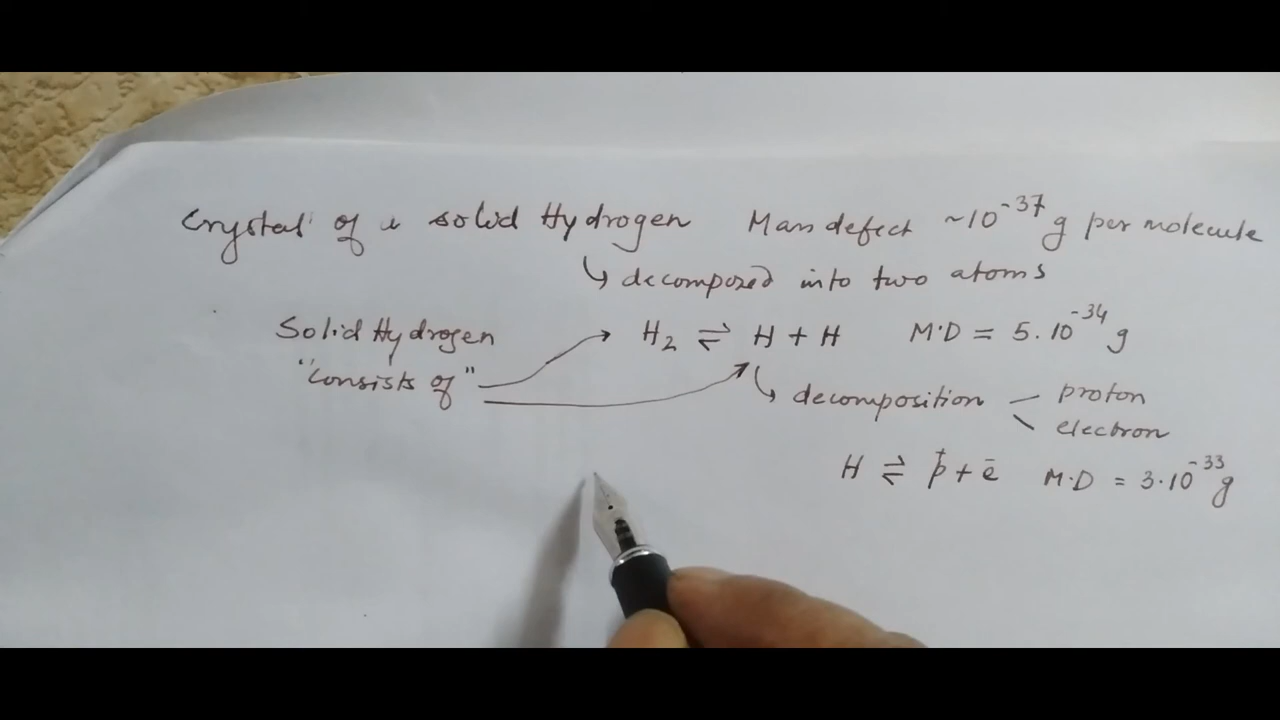 Crystal of a solid Hydrogen Mass defect ~10⁻³⁷ g per molecule
↳ decomposed into two atoms
Solid Hydrogen → H₂ ⇌ H + H M.D = 5.10⁻³⁴ g
"Consists of"
↳ decomposition – proton
electron
H ⇌ p⁺ + e⁻ M.D = 3.10⁻³³ g